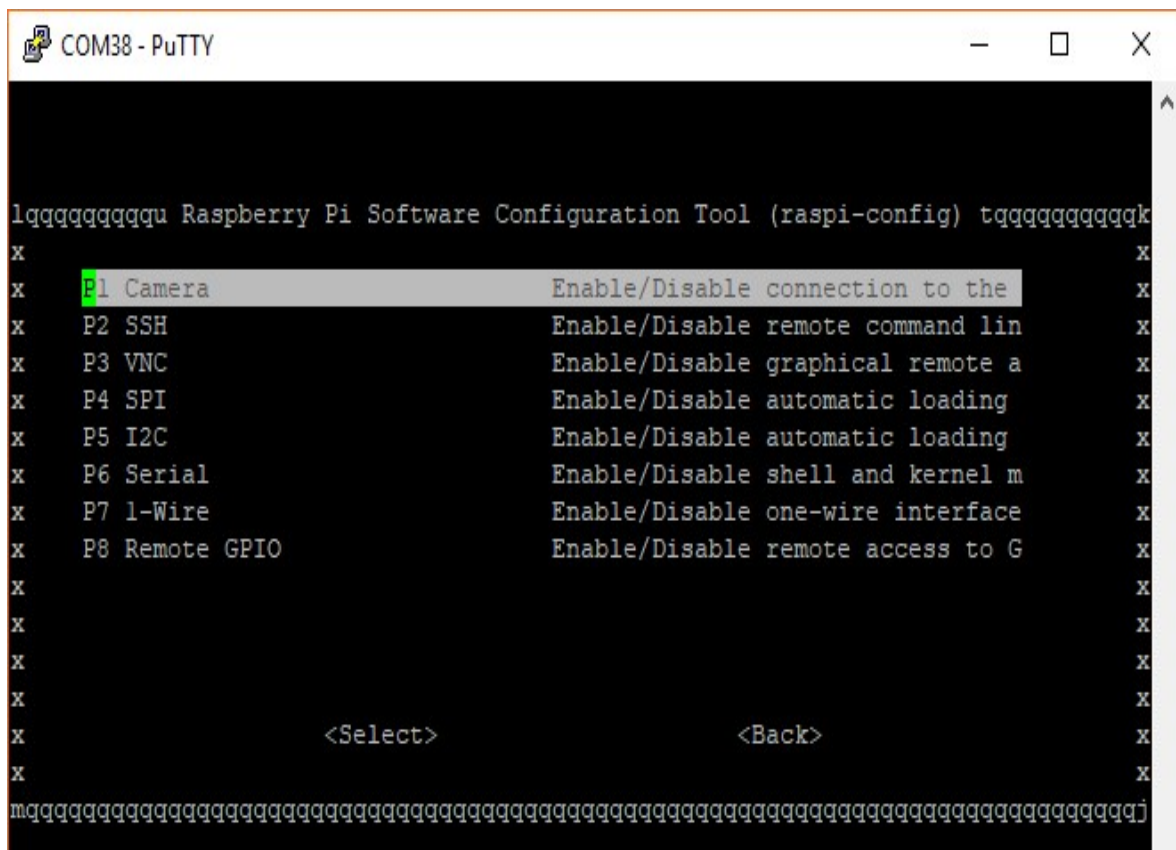 COM38 - PuTTY
lqqqqqqqqqqu Raspberry Pi Software Configuration Tool (raspi-config) tqqqqqqqqqqqk
x x
x P1 Camera Enable/Disable connection to the x
x P2 SSH Enable/Disable remote command lin x
x P3 VNC Enable/Disable graphical remote a x
x P4 SPI Enable/Disable automatic loading x
x P5 I2C Enable/Disable automatic loading x
x P6 Serial Enable/Disable shell and kernel m x
x P7 1-Wire Enable/Disable one-wire interface x
x P8 Remote GPIO Enable/Disable remote access to G x
x x
x x
x x
x x
x <Select> <Back> x
x x
mqqqqqqqqqqqqqqqqqqqqqqqqqqqqqqqqqqqqqqqqqqqqqqqqqqqqqqqqqqqqqqqqqqqqqqqqqqqqqqj